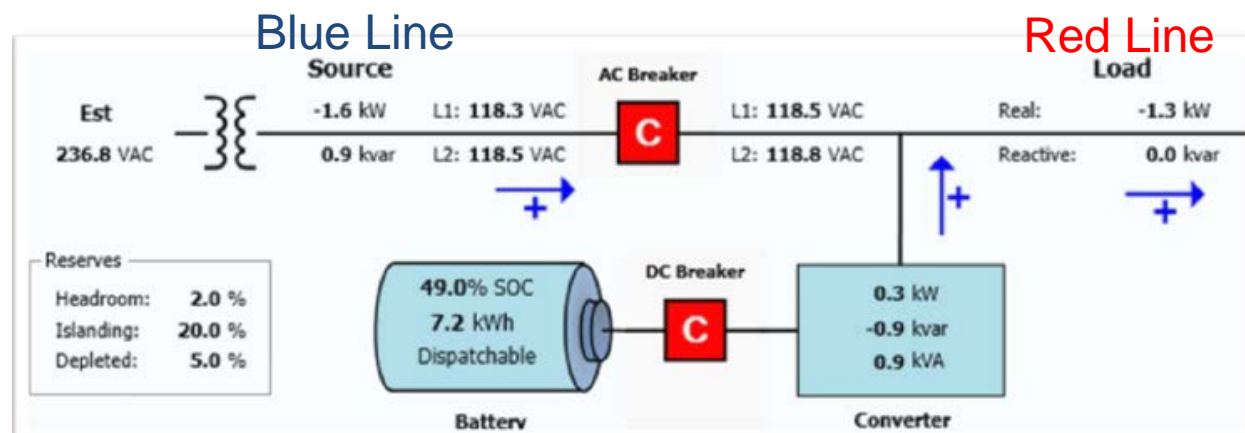 Blue Line
Red Line
Source
AC Breaker
Load
Est
-1.6 kW
L1: 118.3 VAC
C
L1: 118.5 VAC
Real: -1.3 kW
236.8 VAC
0.9 kvar
L2: 118.5 VAC
L2: 118.8 VAC
Reactive: 0.0 kvar
+
+
+
Reserves
Headroom: 2.0 %
Islanding: 20.0 %
Depleted: 5.0 %
49.0% SOC
7.2 kWh
Dispatchable
Battery
DC Breaker
C
0.3 kW
-0.9 kvar
0.9 kVA
Converter